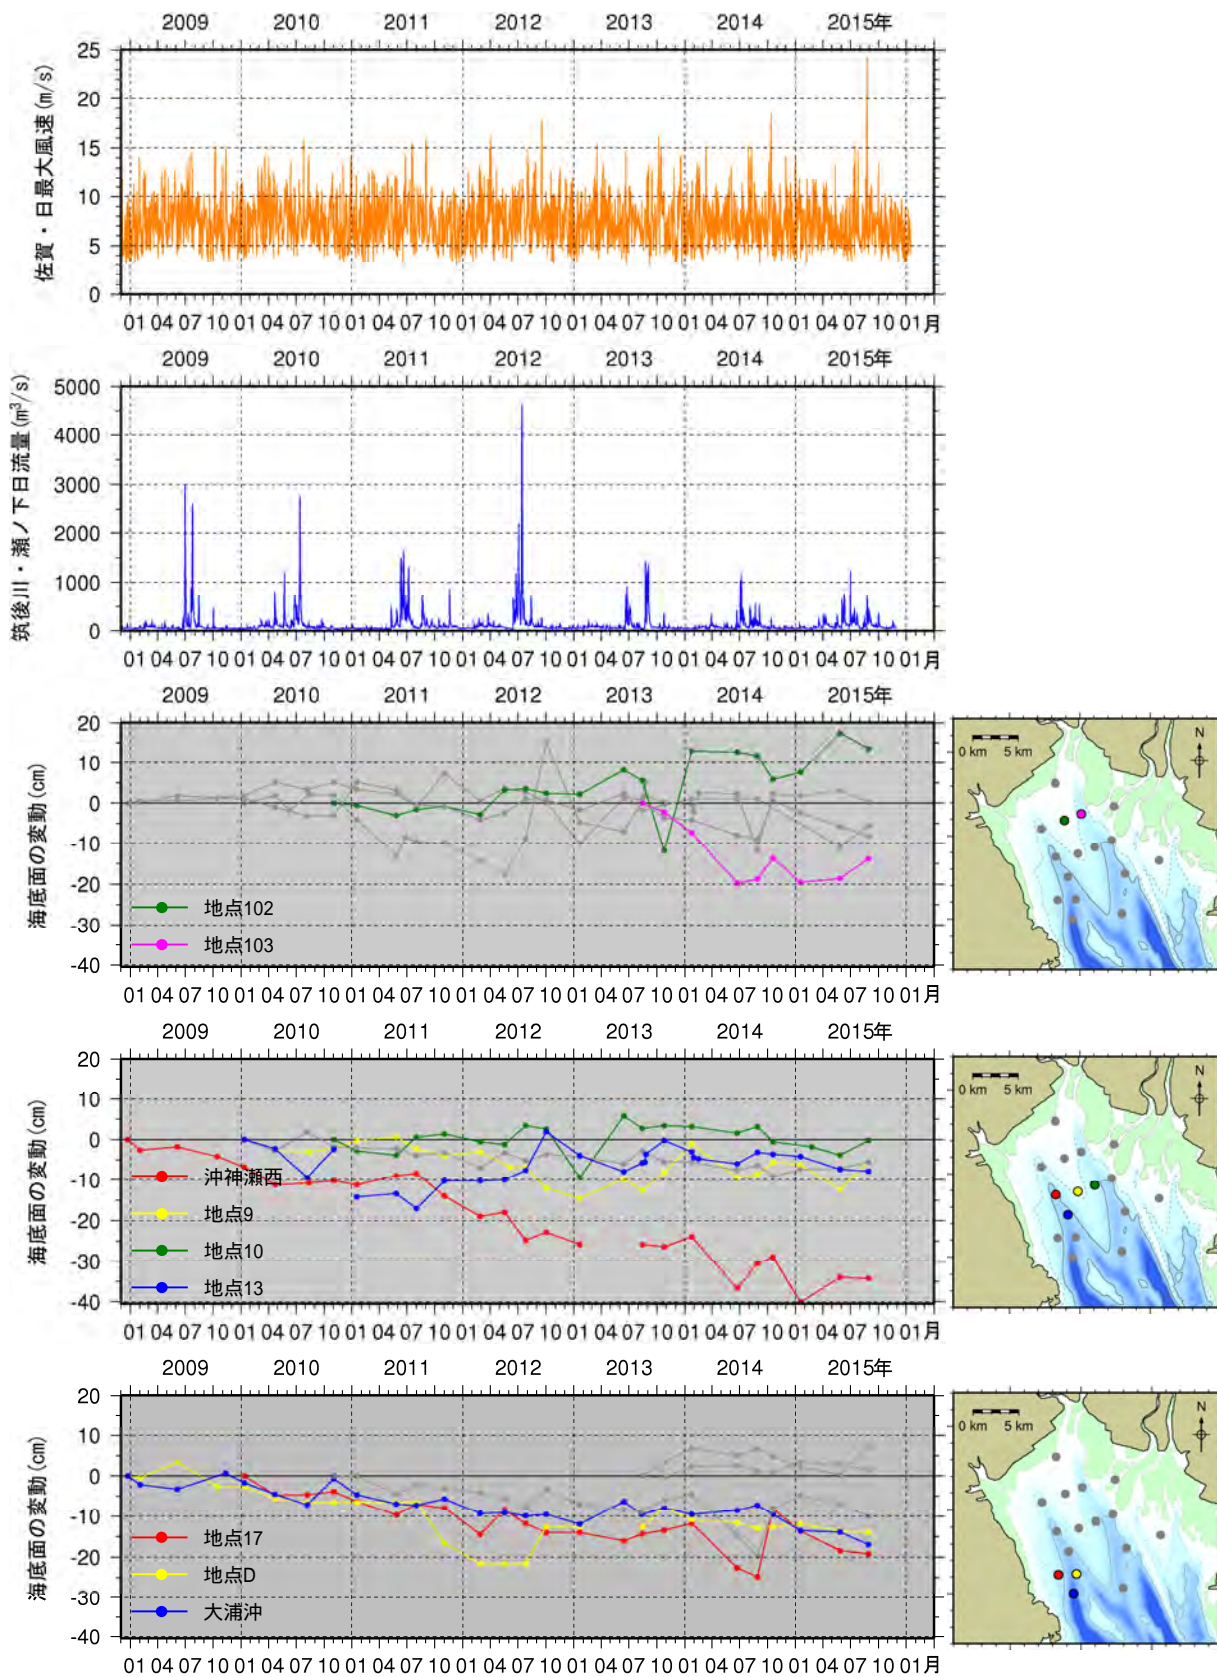 2009 2010 2011 2012 2013 2014 2015年
佐賀・日最大風速(m/s)
25
20
15
10
5
0
01 04 07 10 01 04 07 10 01 04 07 10 01 04 07 10 01 04 07 10 01 04 07 10 01 04 07 10 01月
2009 2010 2011 2012 2013 2014 2015年
筑後川・瀬ノ下日流量(m³/s)
5000
4000
3000
2000
1000
0
01 04 07 10 01 04 07 10 01 04 07 10 01 04 07 10 01 04 07 10 01 04 07 10 01 04 07 10 01月
2009 2010 2011 2012 2013 2014 2015年
海底面の変動(cm)
20
10
0
-10
-20
-30
-40
地点102
地点103
01 04 07 10 01 04 07 10 01 04 07 10 01 04 07 10 01 04 07 10 01 04 07 10 01 04 07 10 01月
0 km 5 km
N
2009 2010 2011 2012 2013 2014 2015年
海底面の変動(cm)
20
10
0
-10
-20
-30
-40
沖神瀬西
地点9
地点10
地点13
01 04 07 10 01 04 07 10 01 04 07 10 01 04 07 10 01 04 07 10 01 04 07 10 01 04 07 10 01月
0 km 5 km
N
2009 2010 2011 2012 2013 2014 2015年
海底面の変動(cm)
20
10
0
-10
-20
-30
-40
地点17
地点D
大浦沖
01 04 07 10 01 04 07 10 01 04 07 10 01 04 07 10 01 04 07 10 01 04 07 10 01 04 07 10 01月
0 km 5 km
N